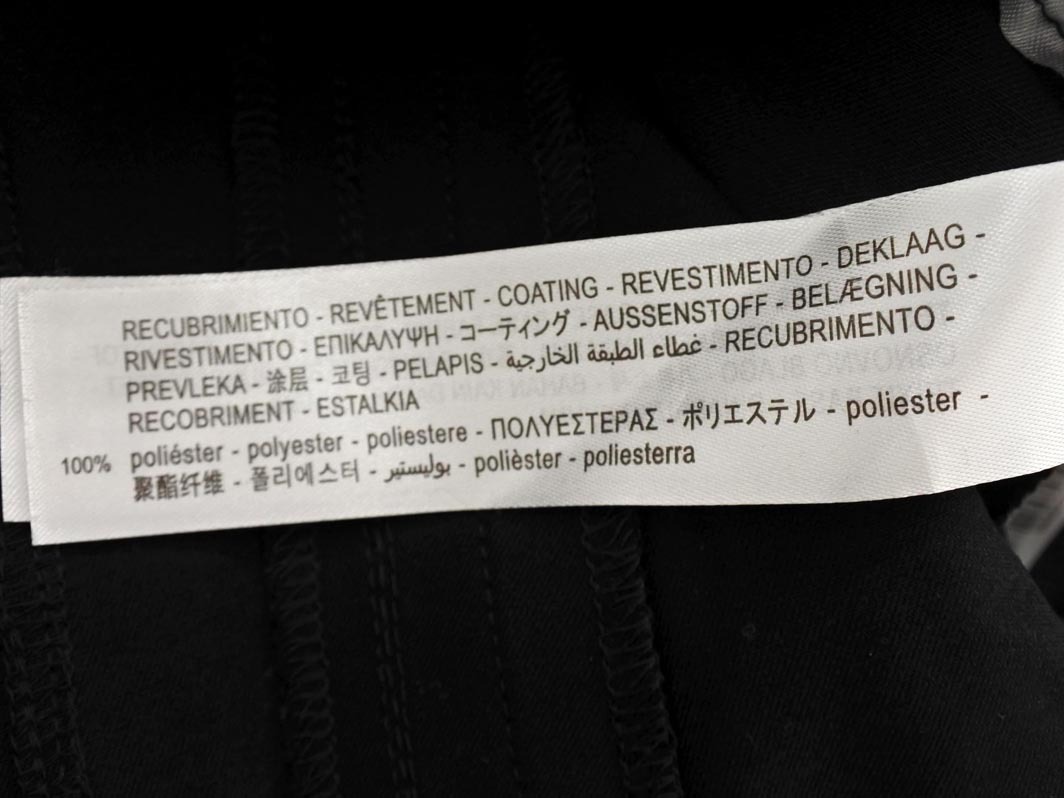 RECUBRIMIENTO - REVÊTEMENT - COATING - REVESTIMENTO - DEKLAAG -
RIVESTIMENTO - ΕΠΙΚΑΛΥΨΗ - コーティング - AUSSENSTOFF - BELÆGNING -
PREVLEKA - 涂层 - 코팅 - PELAPIS - غطاء الطبقة الخارجية - RECUBRIMENTO -
RECOBRIMENT - ESTALKIA
100% poliéster - polyester - poliestere - ΠΟΛΥΕΣΤΕΡΑΣ - ポリエステル - poliester -
聚酯纤维 - 폴리에스터 - بوليستير - polièster - poliesterra